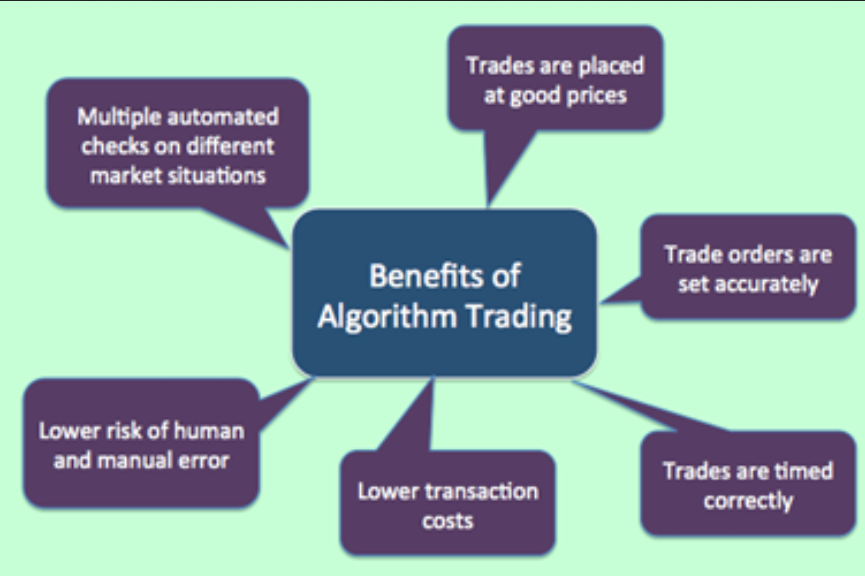 Trades are placed
at good prices
Multiple automated
checks on different
market situations
Benefits of
Algorithm Trading
Trade orders are
set accurately
Lower risk of human
and manual error
Lower transaction
costs
Trades are timed
correctly